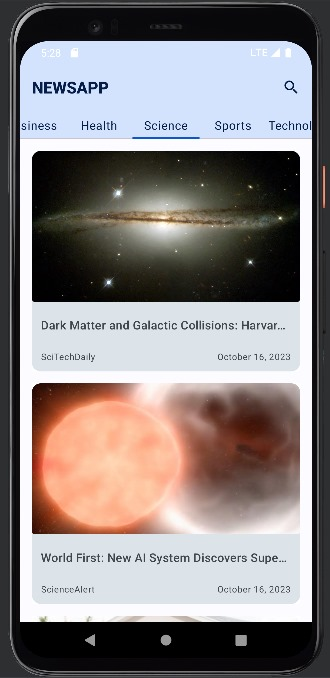 5:28 LTE
NEWSAPP
siness Health Science Sports Technol
Dark Matter and Galactic Collisions: Harvar...
SciTechDaily October 16, 2023
World First: New AI System Discovers Supe...
ScienceAlert October 16, 2023